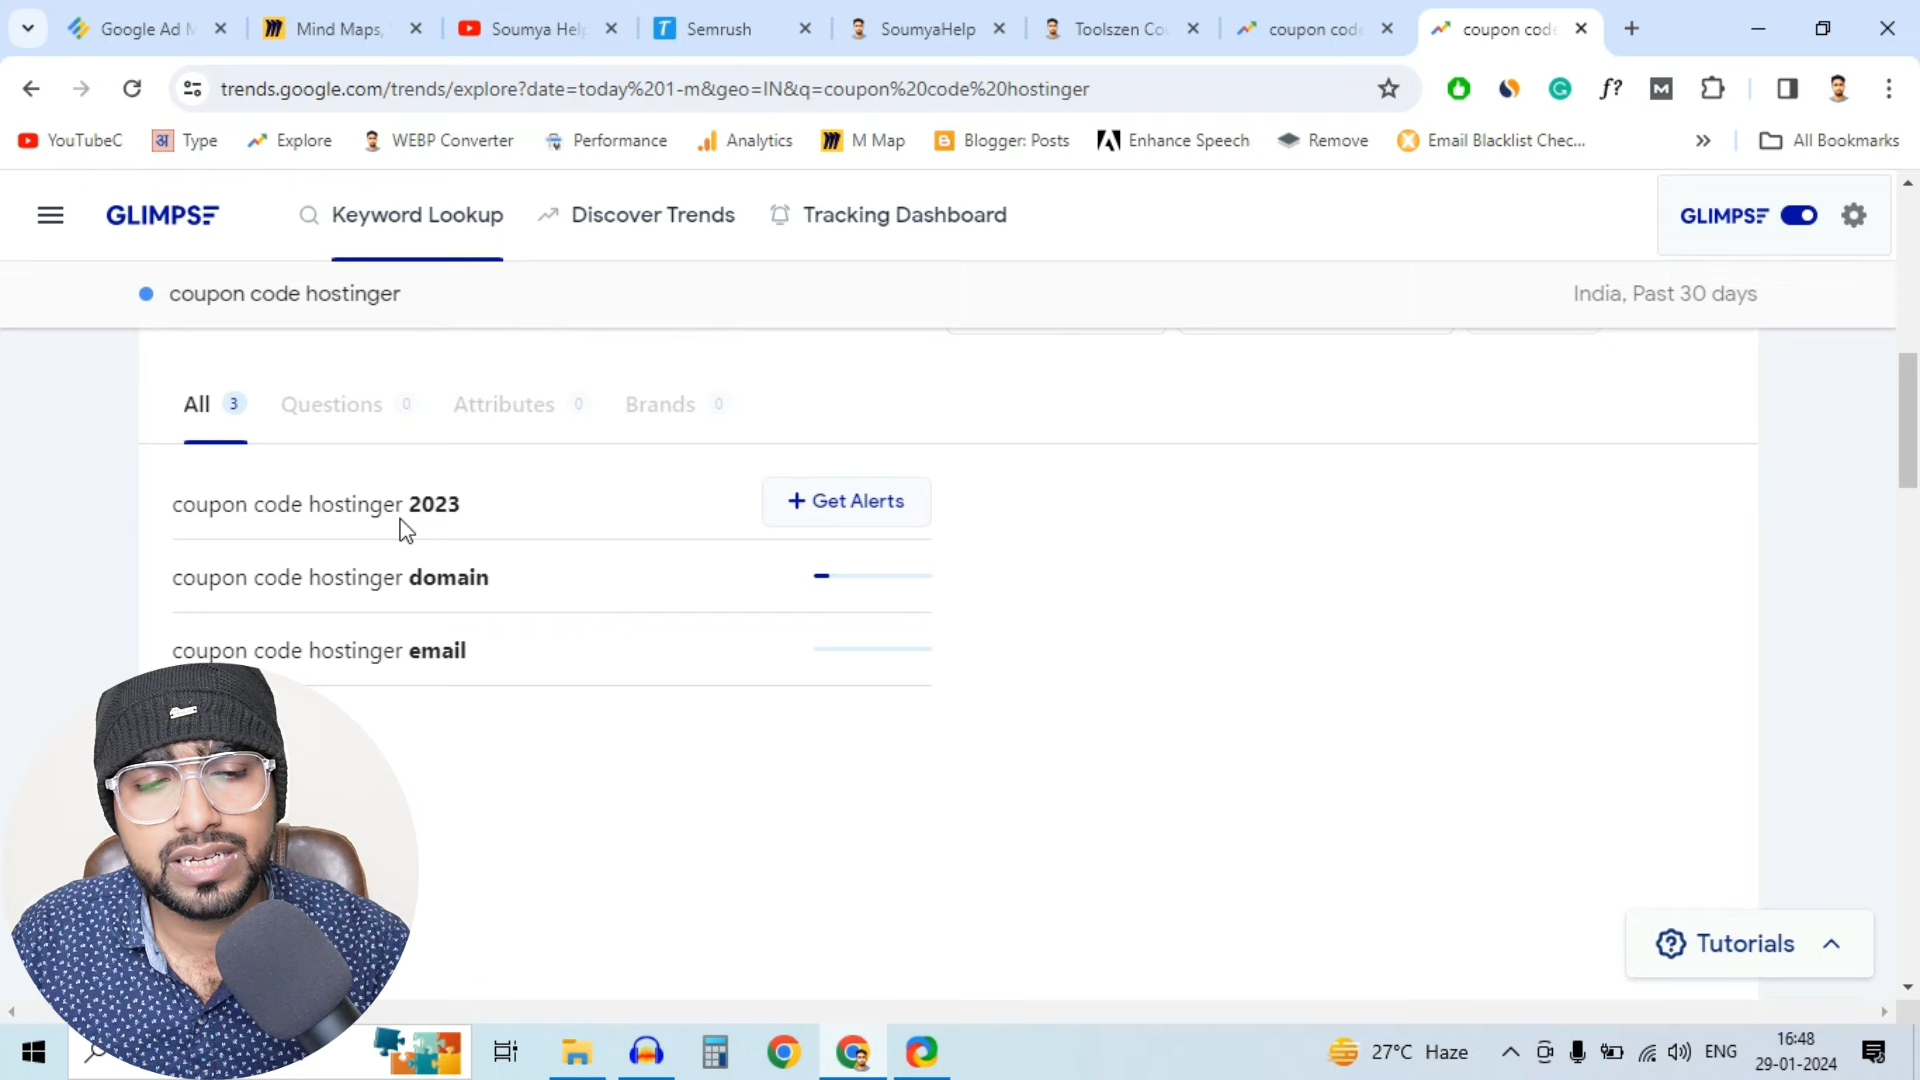 Google Ad M
Mind Maps,
Soumya Hel
Semrush
SoumyaHelp
Toolszen Cou
coupon code
coupon code
trends.google.com/trends/explore?date=today%201-m&geo=IN&q=coupon%20code%20hostinger
YouTubeC
Type
Explore
WEBP Converter
Performance
Analytics
M Map
Blogger: Posts
Enhance Speech
Remove
Email Blacklist Chec...
All Bookmarks
GLIMPSE
Keyword Lookup
Discover Trends
Tracking Dashboard
GLIMPSE
coupon code hostinger
India, Past 30 days
All 3
Questions 0
Attributes 0
Brands 0
coupon code hostinger 2023
+ Get Alerts
coupon code hostinger domain
coupon code hostinger email
Tutorials
27°C Haze
ENG
16:48
29-01-2024